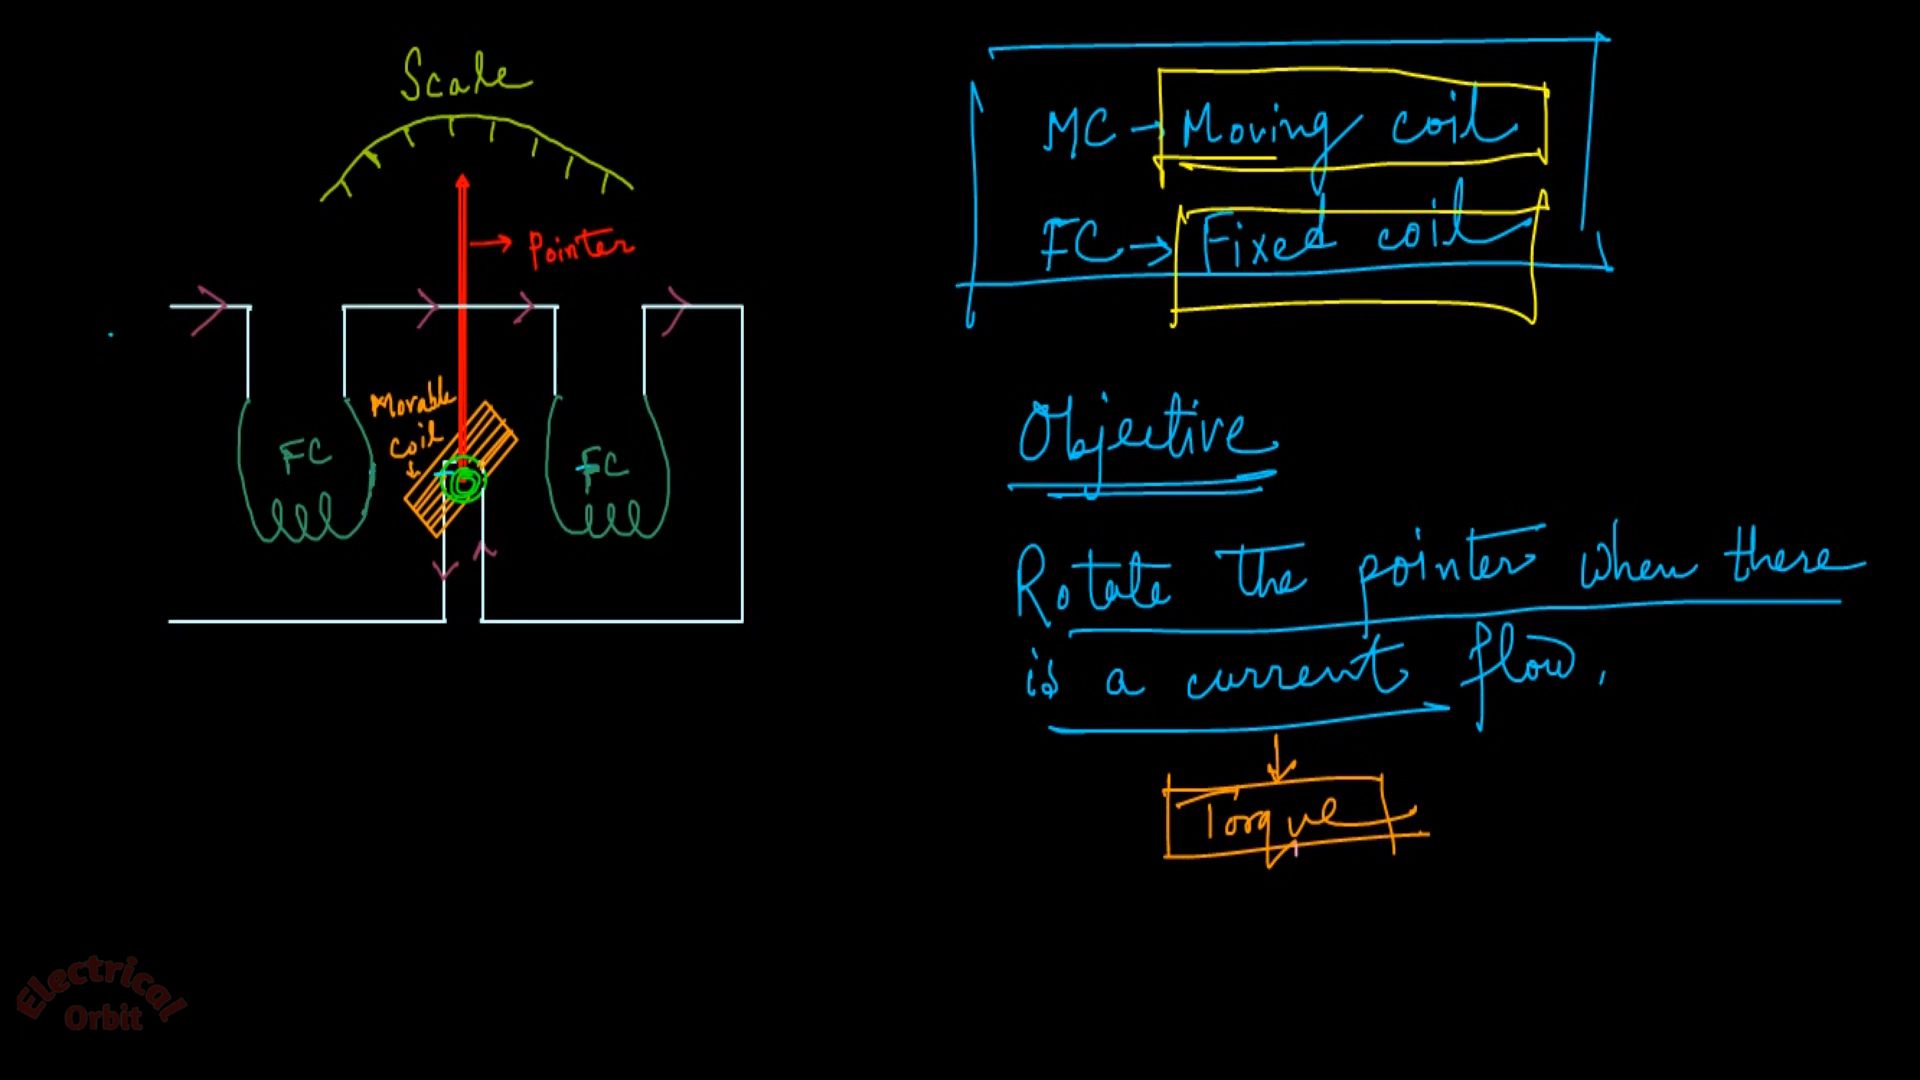 Scale
Pointer
Movable
coil
FC
FC
MC → Moving coil
FC → Fixed coil
Objective
Rotate the pointer when there
is a current flow.
Torque
Electrical
Orbit